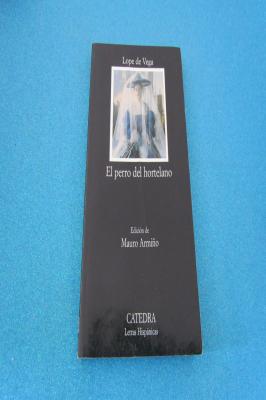 Lope de Vega
El perro del hortelano
Edición de
Mauro Armiño
CATEDRA
Letras Hispánicas